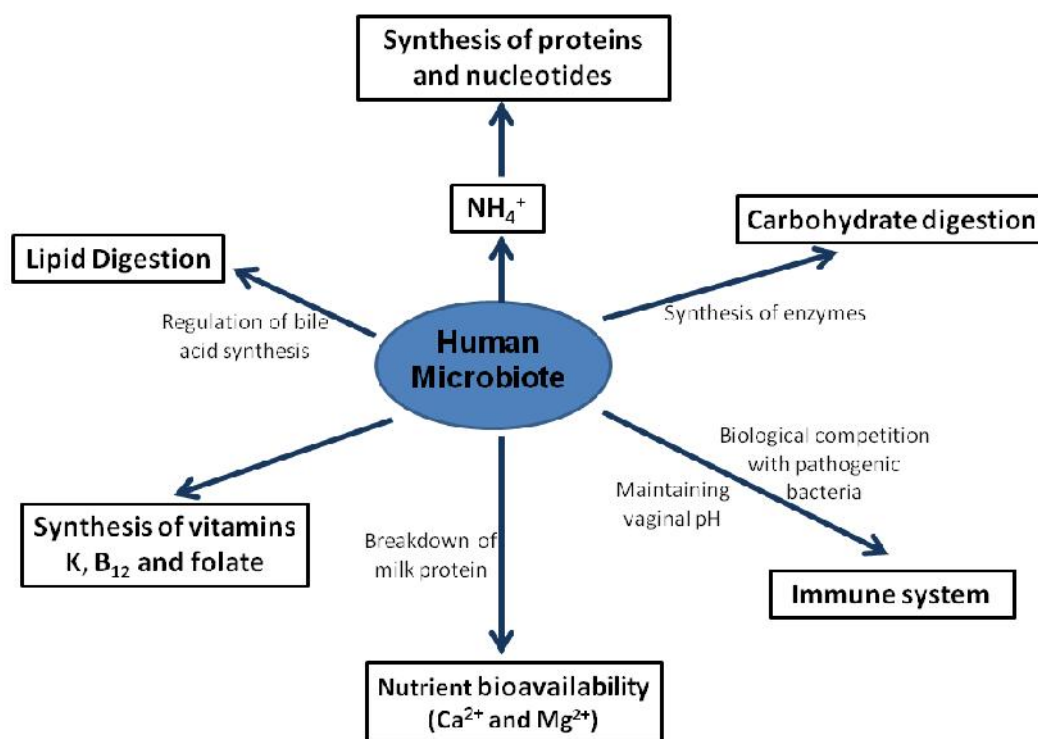 Synthesis of proteins
and nucleotides
NH₄⁺
Carbohydrate digestion
Lipid Digestion
Regulation of bile
acid synthesis
Synthesis of enzymes
Human
Microbiote
Biological competition
with pathogenic
bacteria
Maintaining
vaginal pH
Synthesis of vitamins
K, B₁₂ and folate
Breakdown of
milk protein
Immune system
Nutrient bioavailability
(Ca²⁺ and Mg²⁺)